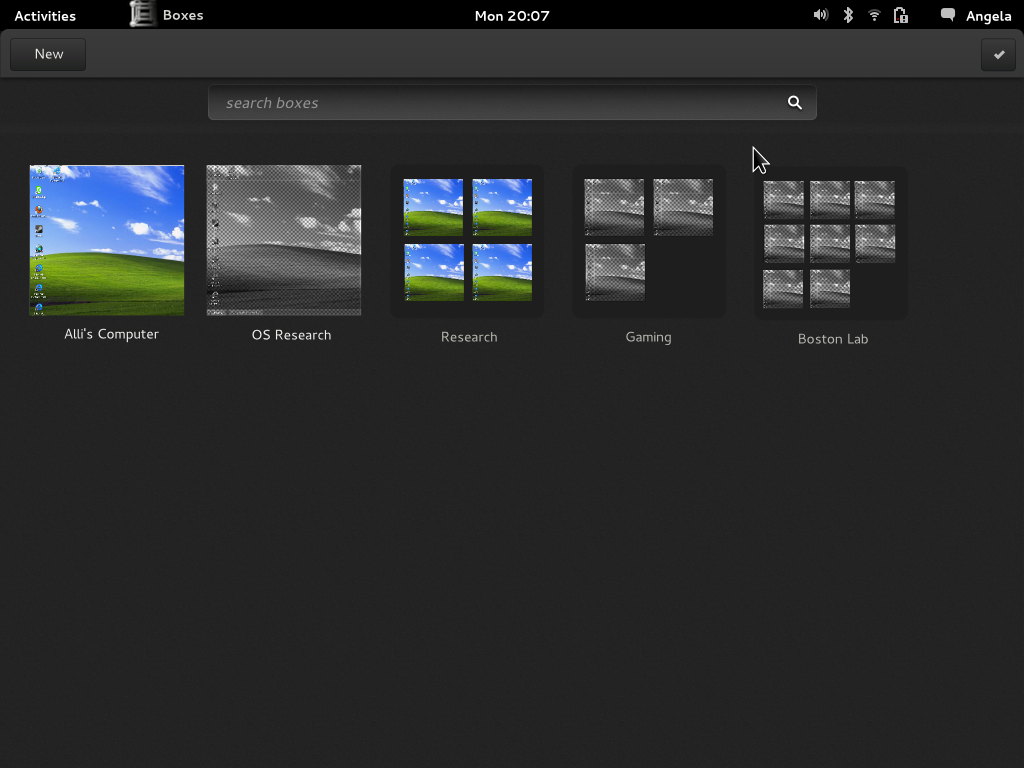 Activities Boxes Mon 20:07 Angela
New
search boxes
Alli's Computer OS Research Research Gaming Boston Lab